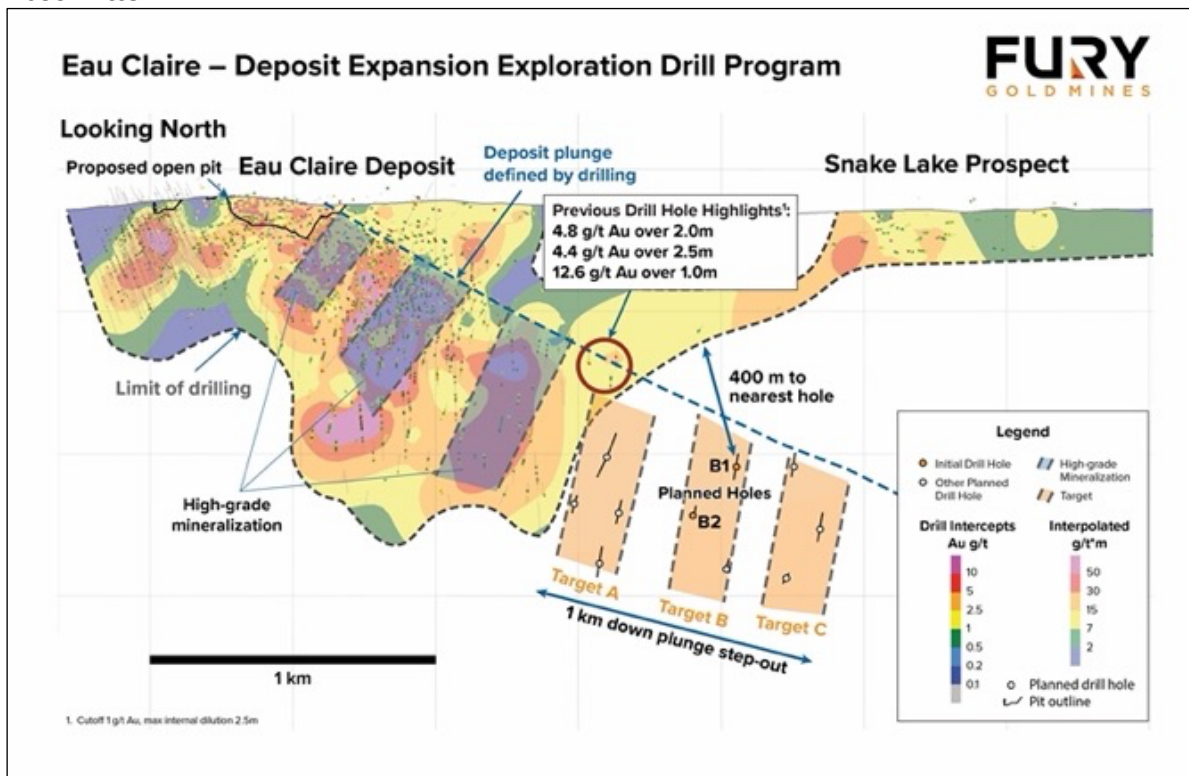 Eau Claire – Deposit Expansion Exploration Drill Program
FURY
GOLD MINES
Looking North
Proposed open pit
Eau Claire Deposit
Deposit plunge
defined by drilling
Snake Lake Prospect
Previous Drill Hole Highlights¹:
4.8 g/t Au over 2.0m
4.4 g/t Au over 2.5m
12.6 g/t Au over 1.0m
Limit of drilling
400 m to
nearest hole
High-grade
mineralization
B1
Planned Holes
B2
Target A
Target B
Target C
1 km down plunge step-out
1 km
Legend
Initial Drill Hole
Other Planned
Drill Hole
High-grade
Mineralization
Target
Drill Intercepts
Au g/t
10
5
2.5
1
0.5
0.2
0.1
Interpolated
g/t*m
50
30
15
7
2
Planned drill hole
Pit outline
1. Cutoff 1 g/t Au, max internal dilution 2.5m